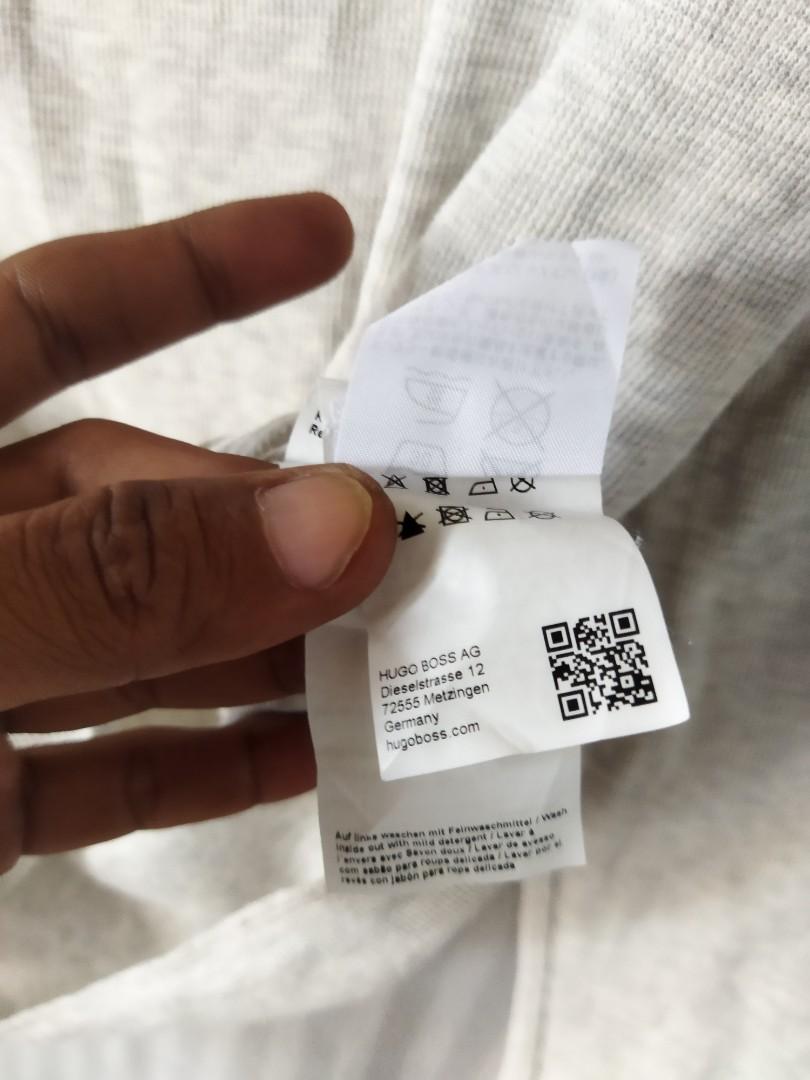 HUGO BOSS AG
Dieselstrasse 12
72555 Metzingen
Germany
hugoboss.com
Auf links waschen mit Feinwaschmittel / Wash
inside out with mild detergent / Lavar à
l'envers avec Savon doux / Lavar de avesso
com sabão para roupa delicada / Lavar por el
revés con jabón para ropa delicada